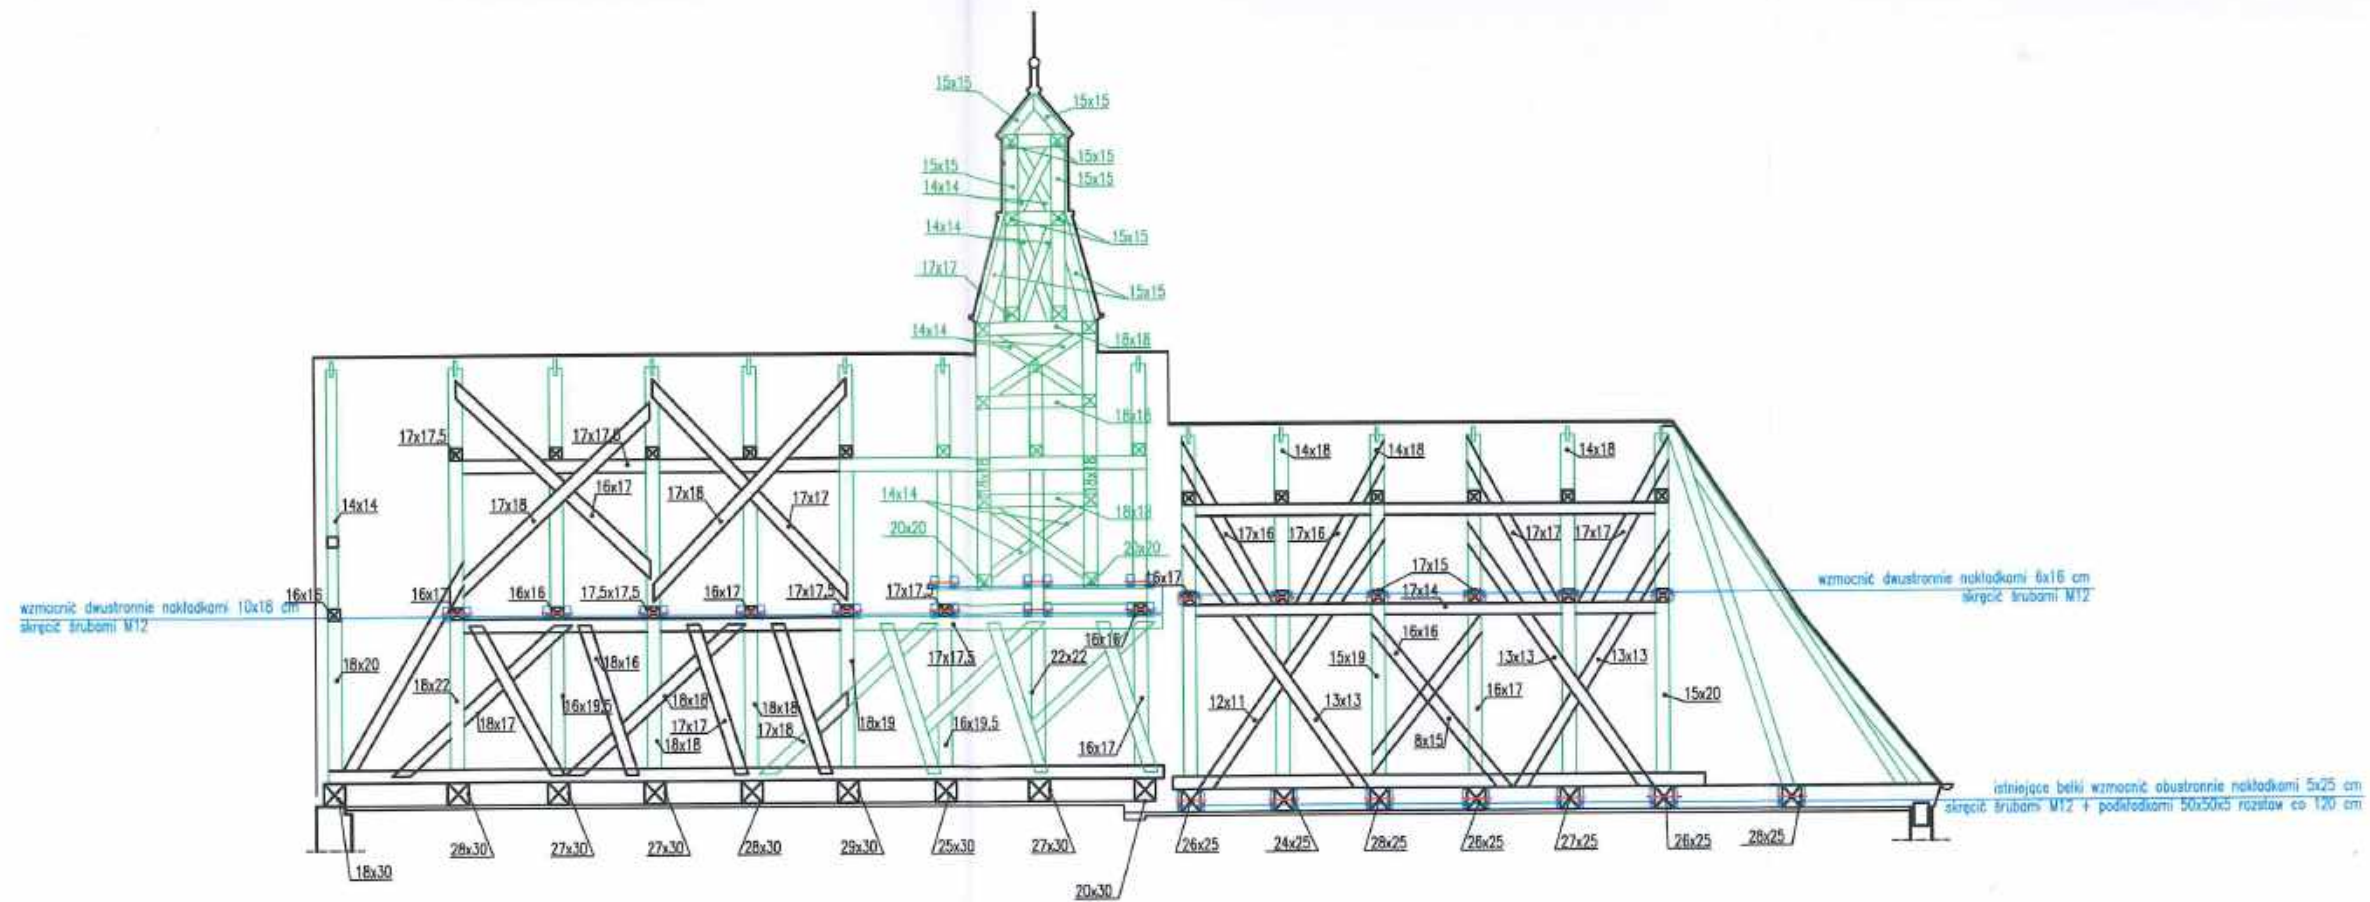 15x15
15x15
15x15
15x15
15x15
14x14
14x14
15x15
17x17
15x15
14x14
18x18
18x18
17x17,5
17x17,5
14x18
14x18
14x18
18x18
18x18
14x14
17x18
16x17
17x18
17x17
14x14
18x18
20x20
20x20
17x16
17x16
17x17
17x17
16x16
16x17
16x16
17,5x17,5
16x17
17x17,5
17x17,5
16x17
17x15
17x14
wzmocnić dwustronnie nakładkami 10x18 cm
skręcić śrubami M12
wzmocnić dwustronnie nakładkami 6x16 cm
skręcić śrubami M12
16x16
17x17,5
22x22
16x16
18x20
18x16
15x19
13x13
13x13
18x22
16x19,5
18x18
18x18
16x17
15x20
18x17
17x17
17x18
18x18
18x19
16x19,5
16x17
12x11
13x13
8x15
istniejące belki wzmocnić obustronnie nakładkami 5x25 cm
skręcić śrubami M12 + podkładkami 50x50x5 rozstaw co 120 cm
28x30
27x30
27x30
28x30
29x30
25x30
27x30
26x25
24x25
28x25
26x25
27x25
26x25
28x25
18x30
20x30